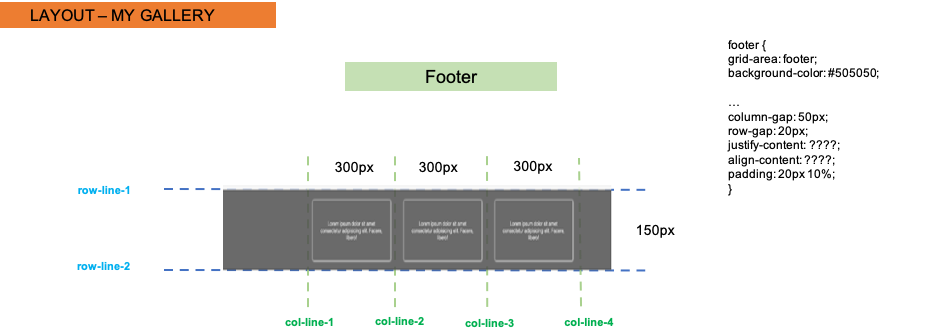 LAYOUT – MY GALLERY
footer {
grid-area: footer;
background-color: #505050;
…
column-gap: 50px;
row-gap: 20px;
justify-content: ????;
align-content: ????;
padding: 20px 10%;
}
Footer
300px 300px 300px
row-line-1
Lorem ipsum dolor sit amet
consectetur adipisicing elit. Facere,
libero!
Lorem ipsum dolor sit amet
consectetur adipisicing elit. Facere,
libero!
Lorem ipsum dolor sit amet
consectetur adipisicing elit. Facere,
libero!
150px
row-line-2
col-line-1 col-line-2 col-line-3 col-line-4